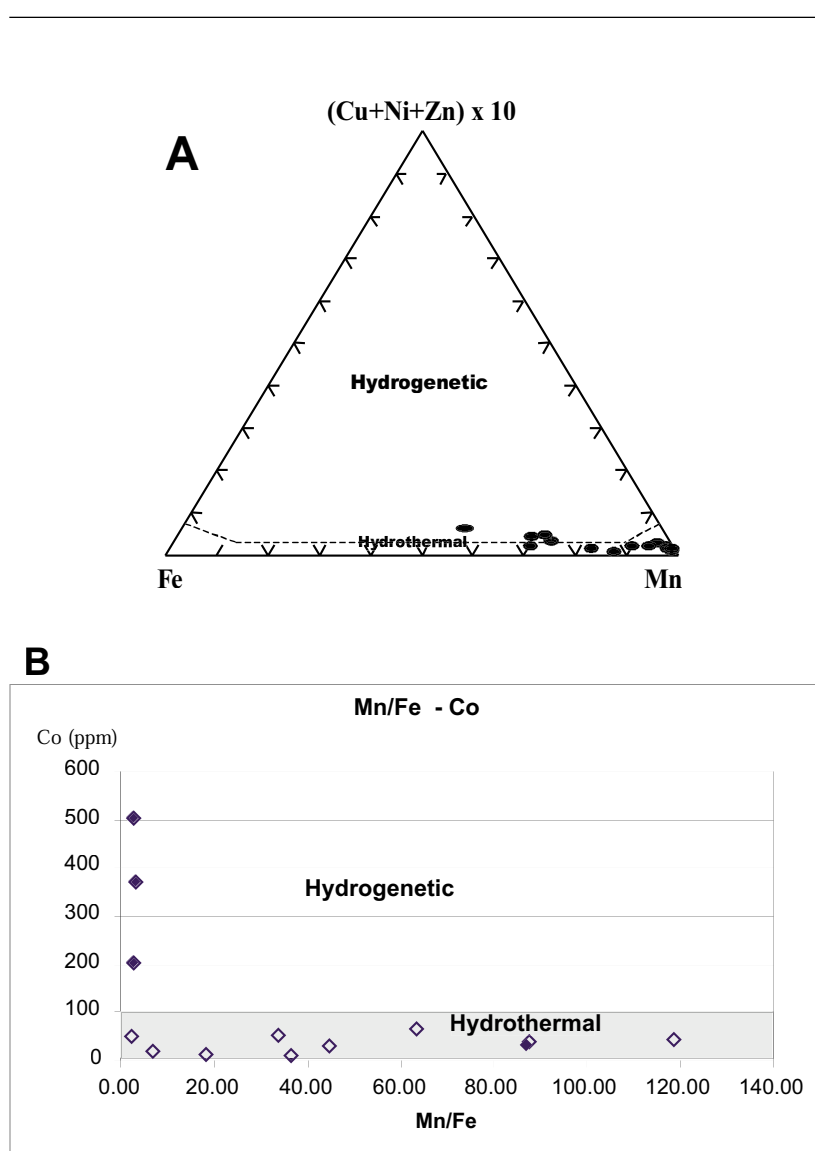 (Cu+Ni+Zn) x 10
A
Hydrogenetic
Hydrothermal
Fe
Mn
B
Mn/Fe - Co
Co (ppm)
600
500
400
Hydrogenetic
300
200
100
Hydrothermal
0
0.00 20.00 40.00 60.00 80.00 100.00 120.00 140.00
Mn/Fe